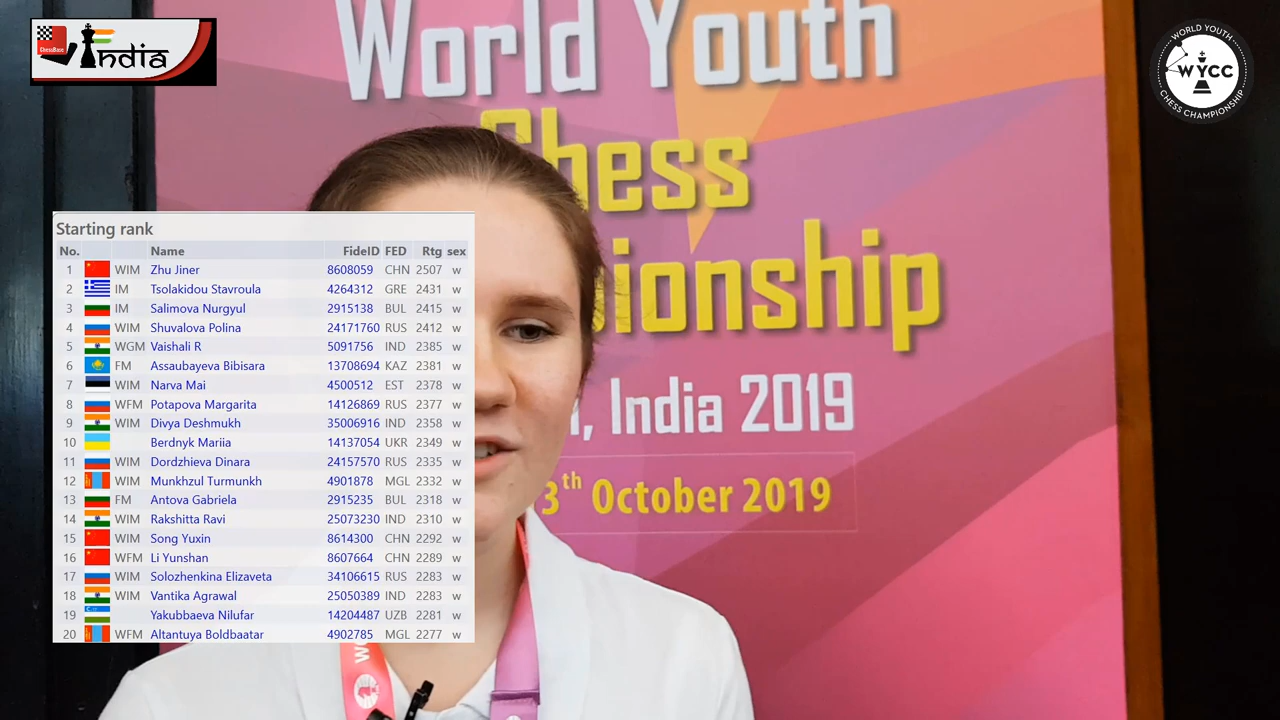 ChessBase
India
WORLD YOUTH
WYCC
CHESS CHAMPIONSHIP
World Youth
Chess
ionship
, India 2019
3th October 2019
Starting rank
No. Name FideID FED Rtg sex
1 WIM Zhu Jiner 8608059 CHN 2507 w
2 IM Tsolakidou Stavroula 4264312 GRE 2431 w
3 IM Salimova Nurgyul 2915138 BUL 2415 w
4 WIM Shuvalova Polina 24171760 RUS 2412 w
5 WGM Vaishali R 5091756 IND 2385 w
6 FM Assaubayeva Bibisara 13708694 KAZ 2381 w
7 WIM Narva Mai 4500512 EST 2378 w
8 WFM Potapova Margarita 14126869 RUS 2377 w
9 WIM Divya Deshmukh 35006916 IND 2358 w
10 Berdnyk Mariia 14137054 UKR 2349 w
11 WIM Dordzhieva Dinara 24157570 RUS 2335 w
12 WIM Munkhzul Turmunkh 4901878 MGL 2332 w
13 FM Antova Gabriela 2915235 BUL 2318 w
14 WIM Rakshitta Ravi 25073230 IND 2310 w
15 WIM Song Yuxin 8614300 CHN 2292 w
16 WFM Li Yunshan 8607664 CHN 2289 w
17 WIM Solozhenkina Elizaveta 34106615 RUS 2283 w
18 WIM Vantika Agrawal 25050389 IND 2283 w
19 Yakubbaeva Nilufar 14204487 UZB 2281 w
20 WFM Altantuya Boldbaatar 4902785 MGL 2277 w